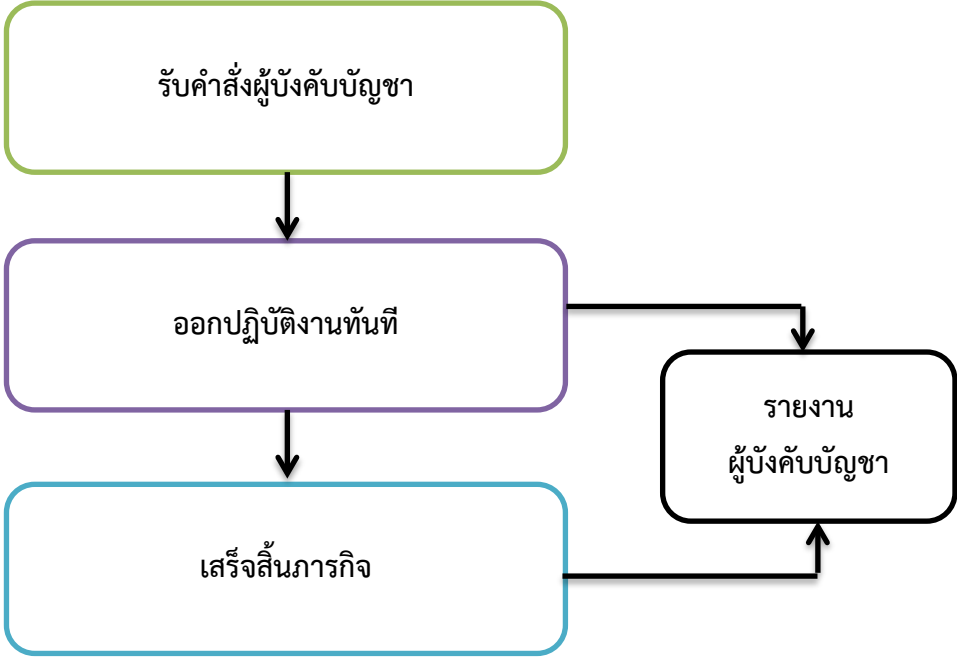 รับคำสั่งผู้บังคับบัญชา
ออกปฏิบัติงานทันที
รายงาน
ผู้บังคับบัญชา
เสร็จสิ้นภารกิจ